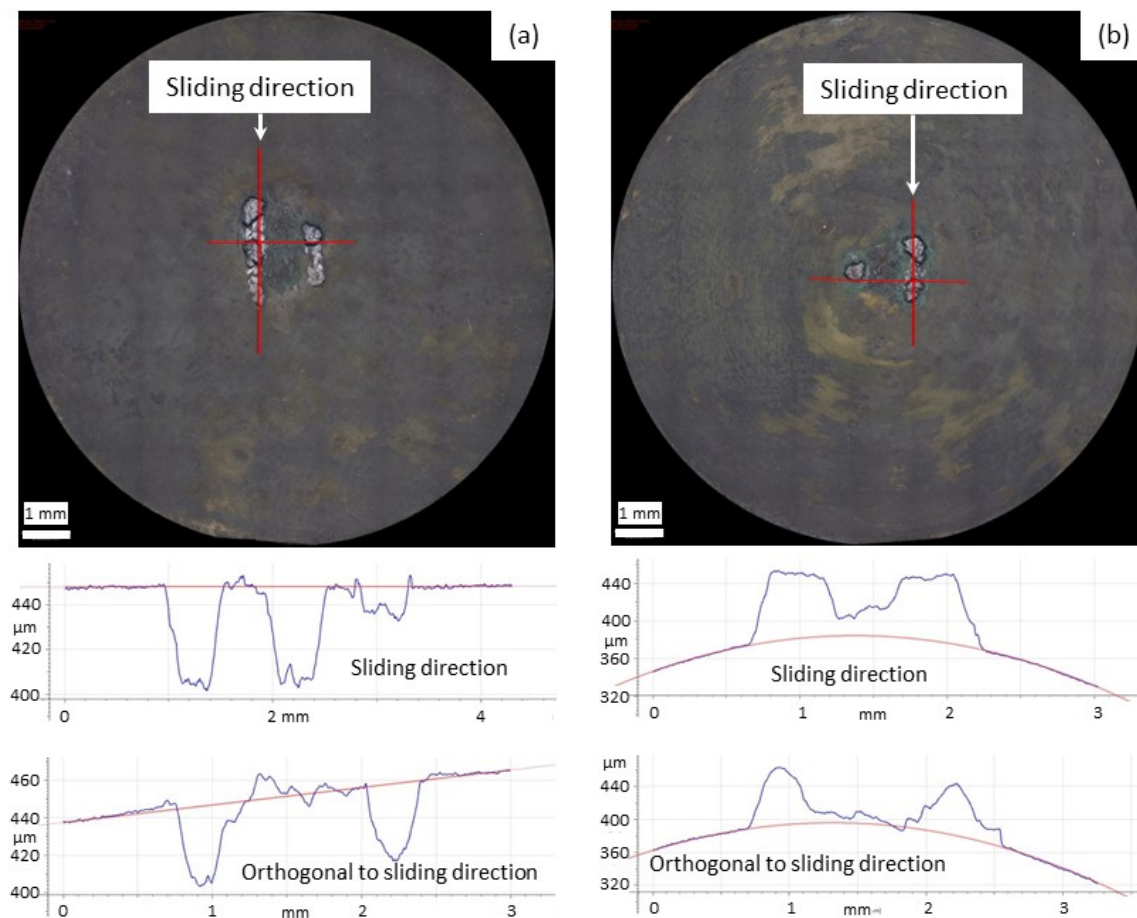 (a)
Sliding direction
1 mm
(b)
Sliding direction
1 mm
440
μm
420
400
0
2 mm
4
Sliding direction
460
440
μm
420
400
0
1
mm
2
3
Orthogonal to sliding direction
440
400
μm
360
320
0
1
mm
2
3
Sliding direction
440
μm
400
360
320
0
1
mm
2
3
Orthogonal to sliding direction